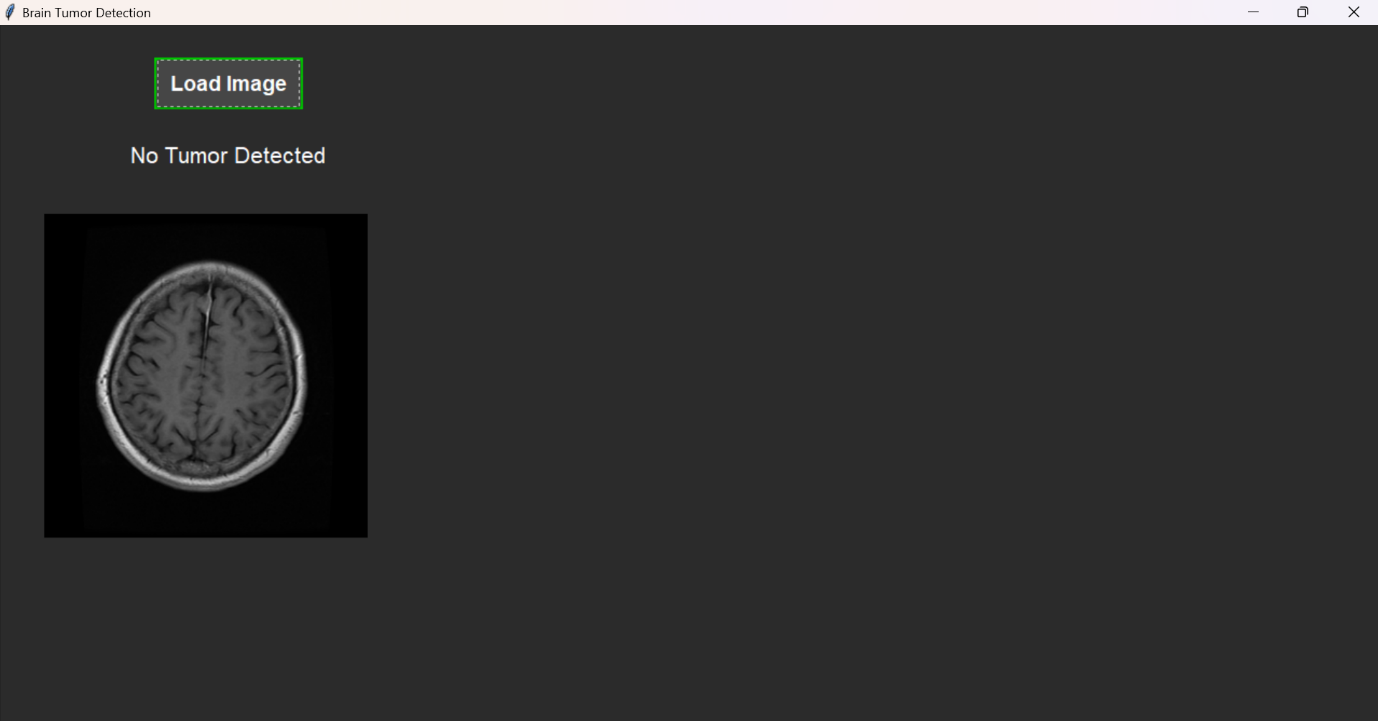 Brain Tumor Detection
Load Image
No Tumor Detected